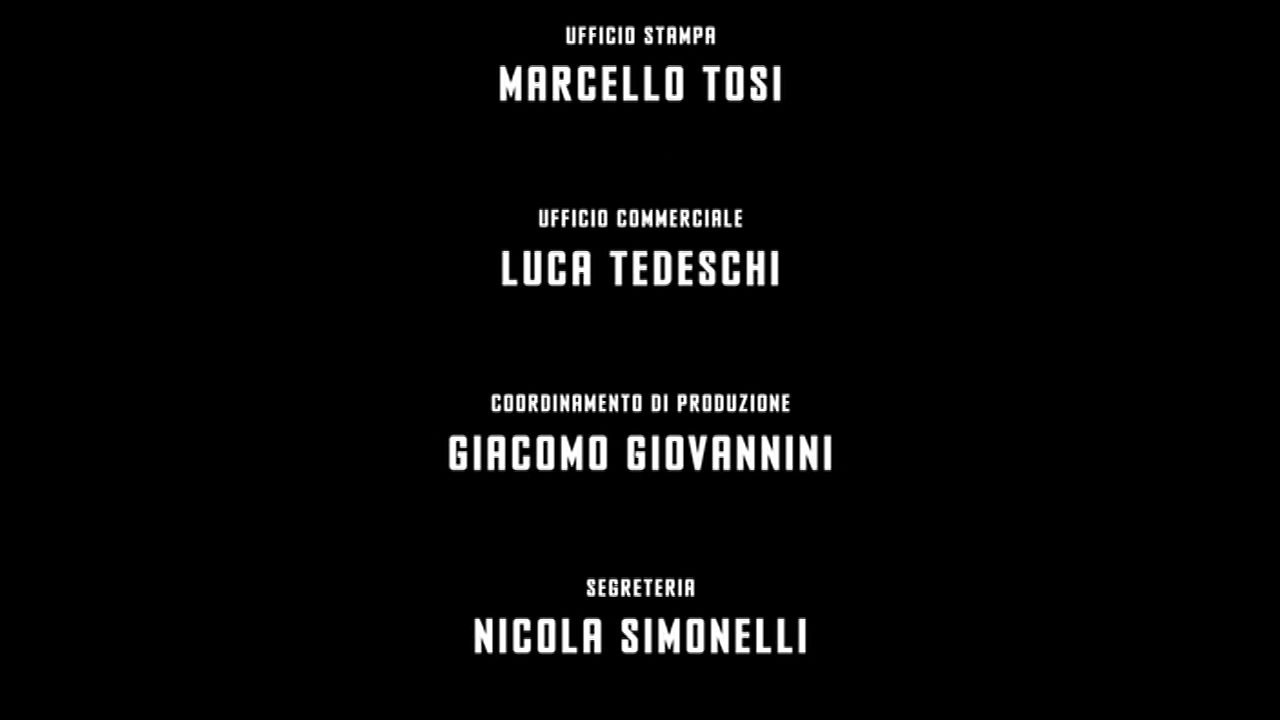 UFFICIO STAMPA
MARCELLO TOSI
UFFICIO COMMERCIALE
LUCA TEDESCHI
COORDINAMENTO DI PRODUZIONE
GIACOMO GIOVANNINI
SEGRETERIA
NICOLA SIMONELLI